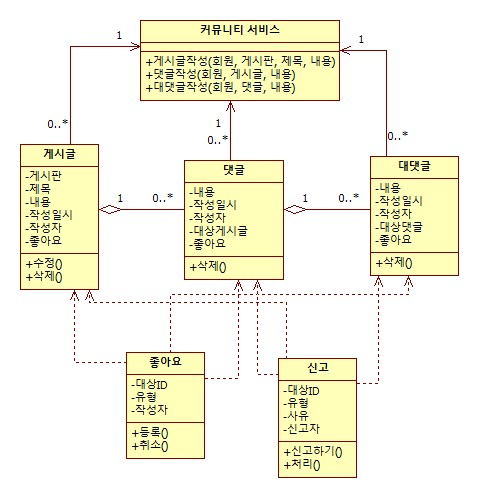 커뮤니티 서비스
+게시글작성(회원, 게시판, 제목, 내용)
+댓글작성(회원, 게시글, 내용)
+대댓글작성(회원, 댓글, 내용)
1
1
1
0..*
0..*
0..*
게시글
-게시판
-제목
-내용
-작성일시
-작성자
-좋아요
+수정()
+삭제()
1
0..*
댓글
-내용
-작성일시
-작성자
-대상게시글
-좋아요
+삭제()
1
0..*
대댓글
-내용
-작성일시
-작성자
-대상댓글
-좋아요
+삭제()
좋아요
-대상ID
-유형
-작성자
+등록()
+취소()
신고
-대상ID
-유형
-사유
-신고자
+신고하기()
+처리()